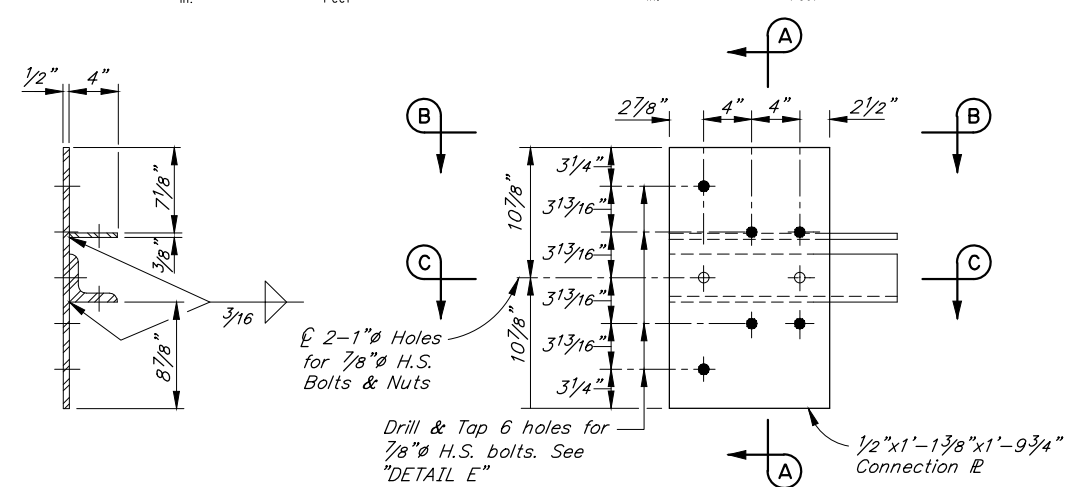 in.
1/2"
4"
7 1/8"
3/8"
8 7/8"
3/16
A
B
B
2 7/8"
4"
4"
2 1/2"
10 7/8"
3 1/4"
3 13/16"
3 13/16"
C
C
3 13/16"
3 13/16"
10 7/8"
3 1/4"
℄ 2-1"ø Holes
for 7/8"ø H.S.
Bolts & Nuts
Drill & Tap 6 holes for
7/8"ø H.S. bolts. See
"DETAIL E"
A
1/2"x1'-1 3/8"x1'-9 3/4"
Connection PL